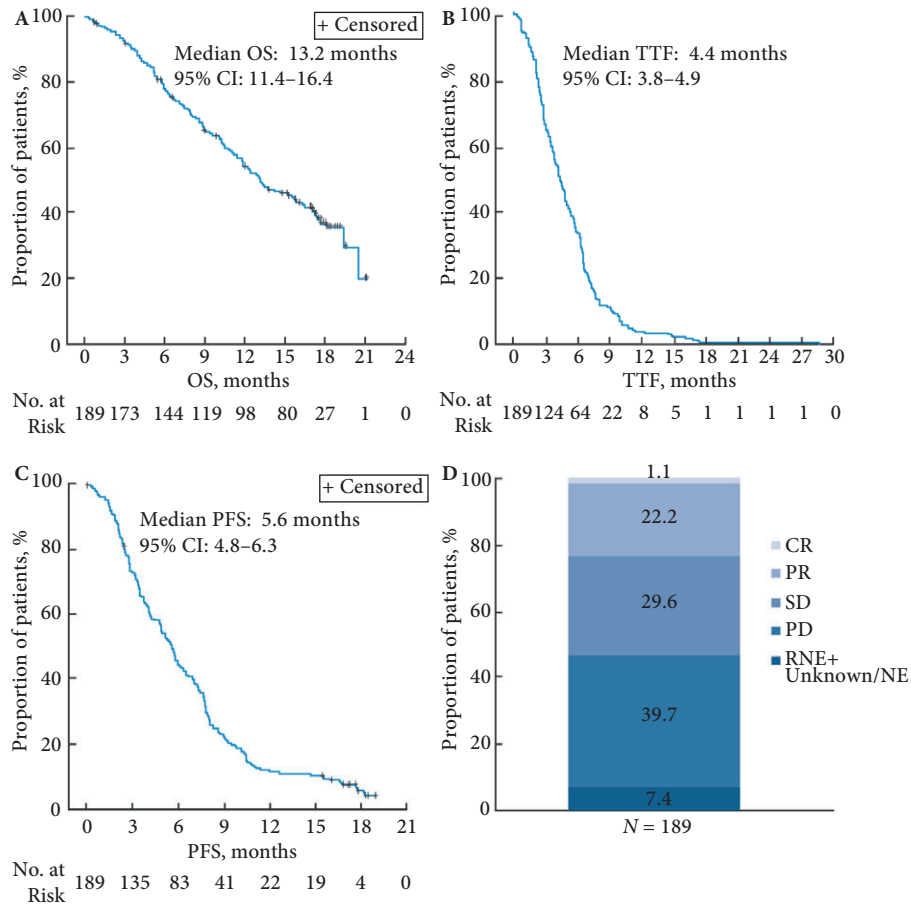 A
+ Censored
Median OS: 13.2 months
95% CI: 11.4–16.4
Proportion of patients, %
100
80
60
40
20
0
0 3 6 9 12 15 18 21 24
OS, months
No. at Risk
189 173 144 119 98 80 27 1 0
B
Median TTF: 4.4 months
95% CI: 3.8–4.9
Proportion of patients, %
100
80
60
40
20
0
0 3 6 9 12 15 18 21 24 27 30
TTF, months
No. at Risk
189 124 64 22 8 5 1 1 1 1 0
C
+ Censored
Median PFS: 5.6 months
95% CI: 4.8–6.3
Proportion of patients, %
100
80
60
40
20
0
0 3 6 9 12 15 18 21
PFS, months
No. at Risk
189 135 83 41 22 19 4 0
D
Proportion of patients, %
100
80
60
40
20
0
1.1
22.2
29.6
39.7
7.4
N = 189
CR
PR
SD
PD
RNE+
Unknown/NE